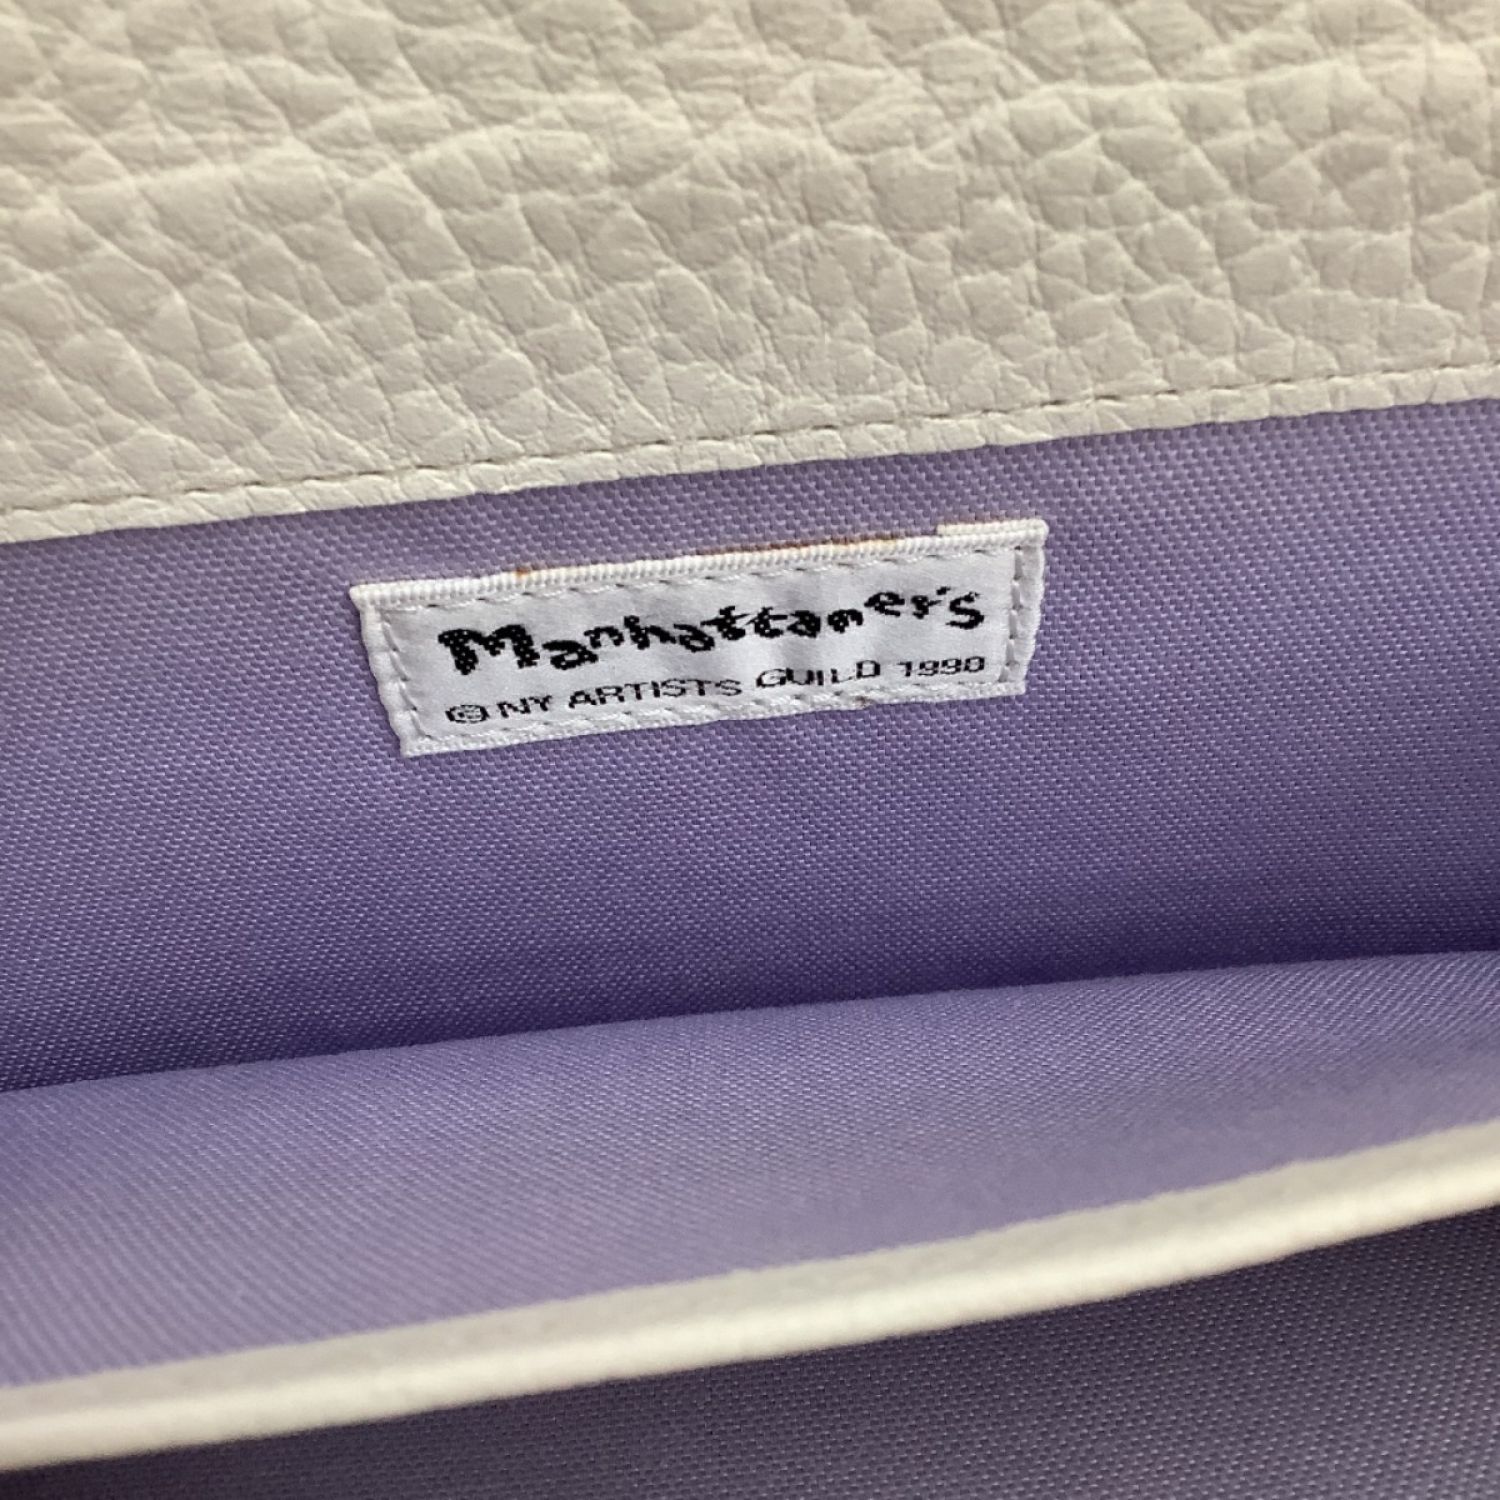 Manhattaner's
© NY ARTISTS GUILD 1990